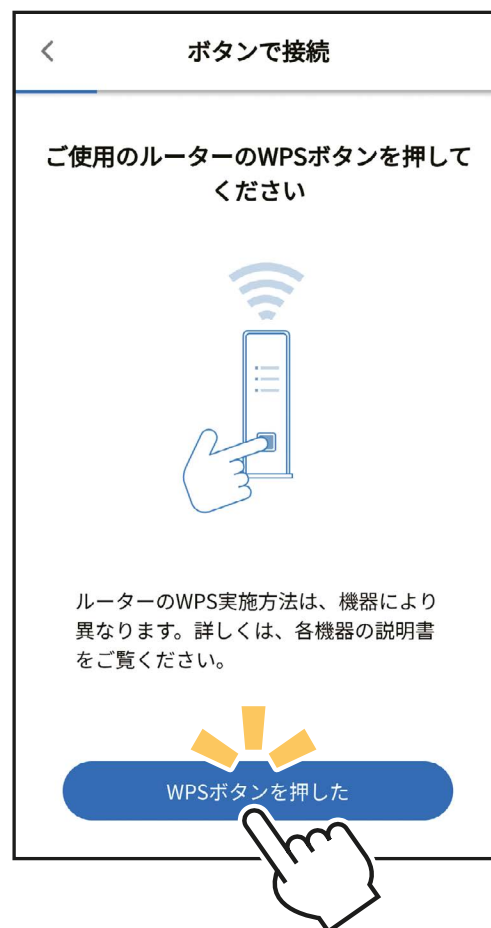 ボタンで接続
ご使用のルーターのWPSボタンを押して
ください
ルーターのWPS実施方法は、機器により
異なります。詳しくは、各機器の説明書
をご覧ください。
WPSボタンを押した